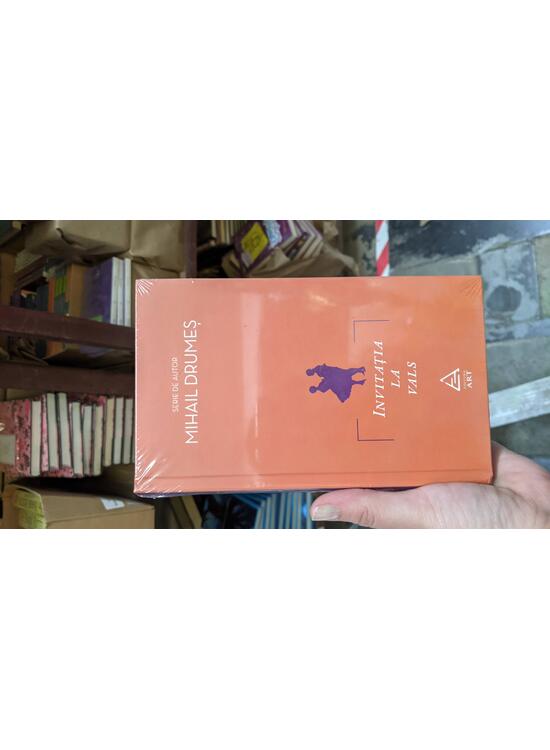 SERIE DE AUTOR
MIHAIL DRUMEȘ
INVITAȚIA
LA
VALS
ART